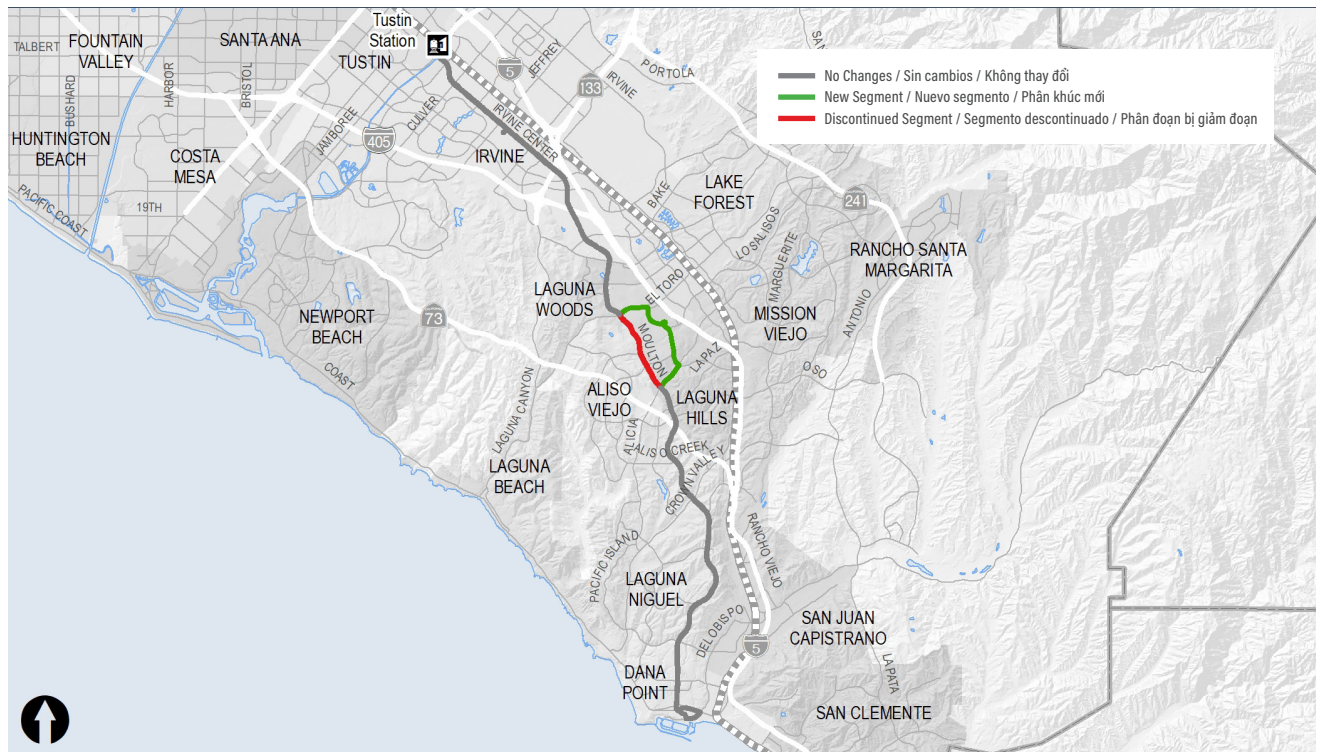 Tustin
Station
TALBERT
FOUNTAIN
VALLEY
SANTA ANA
TUSTIN
BUSHARD
HARBOR
BRISTOL
5
JEFFREY
133
IRVINE
PORTOLA
No Changes / Sin cambios / Không thay đổi
New Segment / Nuevo segmento / Phân khúc mới
Discontinued Segment / Segmento descontinuado / Phân đoạn bị giảm đoạn
HUNTINGTON
BEACH
COSTA
MESA
JAMBOREE
405
CULVER
IRVINE CENTER
IRVINE
PACIFIC COAST
19TH
BAKE
LAKE
FOREST
241
LOS ALISOS
MARGUERITE
RANCHO SANTA
MARGARITA
LAGUNA
WOODS
EL TORO
NEWPORT
BEACH
73
MISSION
VIEJO
ANTONIO
MOULTON
LA PAZ
COAST
OSO
LAGUNA CANYON
ALISO
VIEJO
LAGUNA
HILLS
ALICIA
ALISO CREEK
CROWN VALLEY
LAGUNA
BEACH
RANCHO VIEJO
PACIFIC ISLAND
LAGUNA
NIGUEL
DEL OBISPO
SAN JUAN
CAPISTRANO
5
LA PATA
DANA
POINT
SAN CLEMENTE